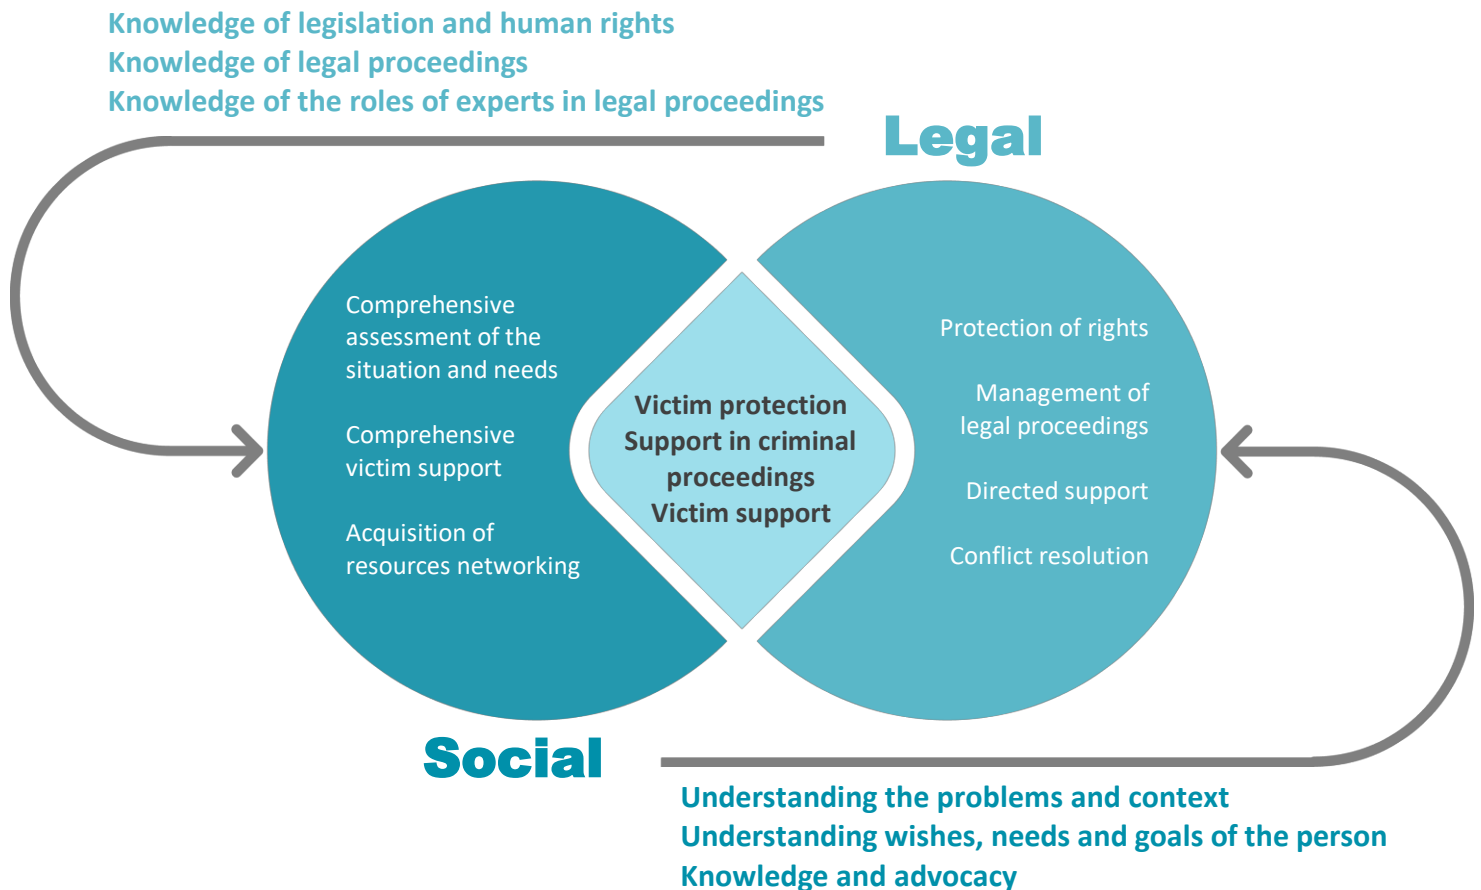 Knowledge of legislation and human rights
Knowledge of legal proceedings
Knowledge of the roles of experts in legal proceedings
Legal
Comprehensive
assessment of the
situation and needs
Comprehensive
victim support
Acquisition of
resources networking
Victim protection
Support in criminal
proceedings
Victim support
Protection of rights
Management of
legal proceedings
Directed support
Conflict resolution
Social
Understanding the problems and context
Understanding wishes, needs and goals of the person
Knowledge and advocacy